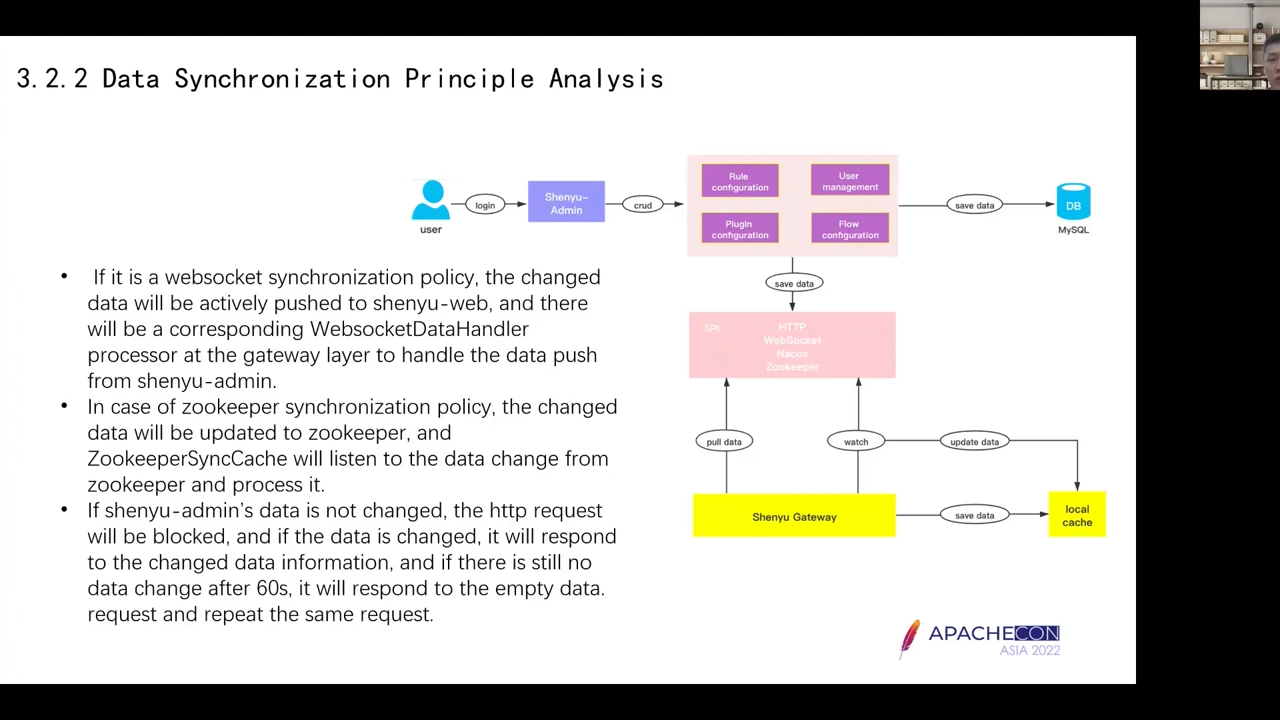 3.2.2 Data Synchronization Principle Analysis
user
login
Shenyu-
Admin
crud
Rule
configuration
User
management
Plugin
configuration
Flow
configuration
save data
DB
MySQL
save data
SPI
HTTP
WebSocket
Nacos
Zookeeper
pull data
watch
update data
Shenyu Gateway
save data
local
cache
• If it is a websocket synchronization policy, the changed
data will be actively pushed to shenyu-web, and there
will be a corresponding WebsocketDataHandler
processor at the gateway layer to handle the data push
from shenyu-admin.
• In case of zookeeper synchronization policy, the changed
data will be updated to zookeeper, and
ZookeeperSyncCache will listen to the data change from
zookeeper and process it.
• If shenyu-admin's data is not changed, the http request
will be blocked, and if the data is changed, it will respond
to the changed data information, and if there is still no
data change after 60s, it will respond to the empty data.
request and repeat the same request.
APACHECON
ASIA 2022